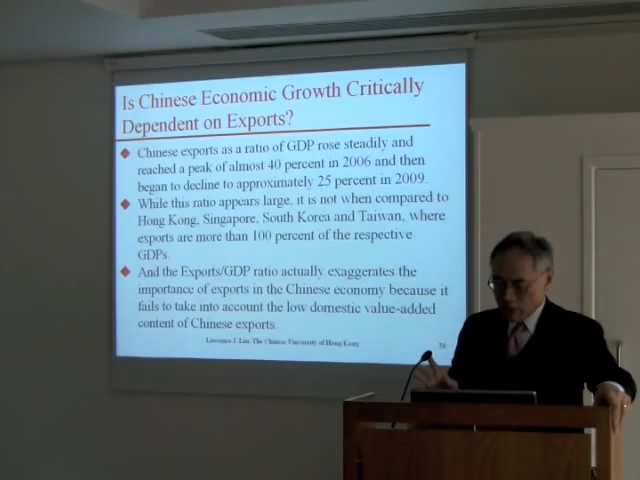 Is Chinese Economic Growth Critically
Dependent on Exports?
Chinese exports as a ratio of GDP rose steadily and
reached a peak of almost 40 percent in 2006 and then
began to decline to approximately 25 percent in 2009.
While this ratio appears large, it is not when compared to
Hong Kong, Singapore, South Korea and Taiwan, where
exports are more than 100 percent of the respective
GDPs.
And the Exports/GDP ratio actually exaggerates the
importance of exports in the Chinese economy because it
fails to take into account the low domestic value-added
content of Chinese exports.
Lawrence J. Lau, The Chinese University of Hong Kong